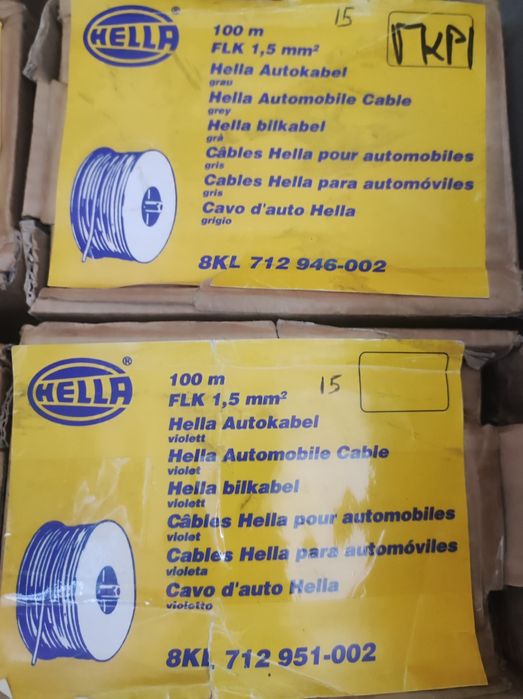 HELLA®
100 m
15
FLK 1,5 mm²
Hella Autokabel
grau
Hella Automobile Cable
grey
Hella bilkabel
grå
Câbles Hella pour automobiles
gris
Cables Hella para automóviles
gris
Cavo d'auto Hella
grigio
8KL 712 946-002
HELLA®
100 m
15
FLK 1,5 mm²
Hella Autokabel
violett
Hella Automobile Cable
violet
Hella bilkabel
violett
Câbles Hella pour automobiles
violet
Cables Hella para automóviles
violeta
Cavo d'auto Hella
violetto
8KL 712 951-002